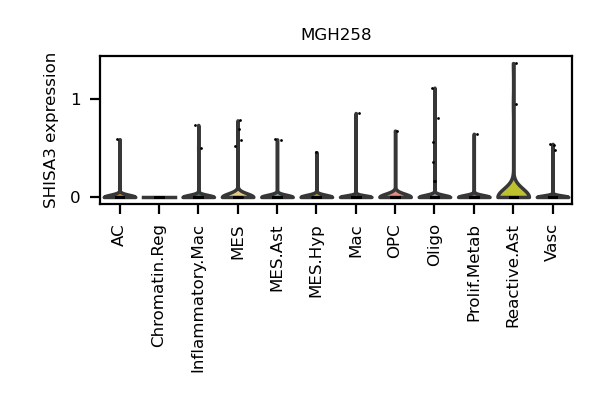 MGH258
SHISA3 expression
1
0
AC
Chromatin.Reg
Inflammatory.Mac
MES
MES.Ast
MES.Hyp
Mac
OPC
Oligo
Prolif.Metab
Reactive.Ast
Vasc